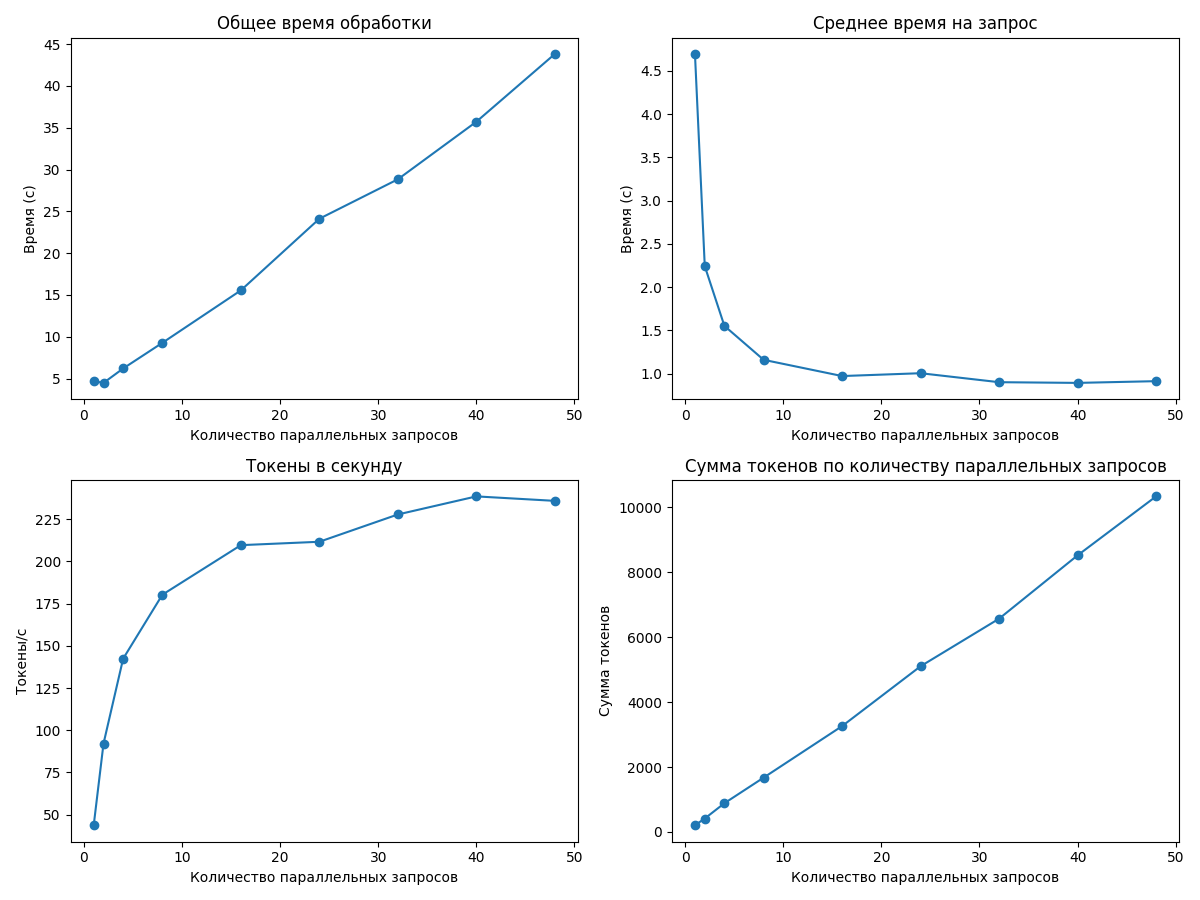 Общее время обработки
Время (с)
45
40
35
30
25
20
15
10
5
0 10 20 30 40 50
Количество параллельных запросов
Среднее время на запрос
Время (с)
4.5
4.0
3.5
3.0
2.5
2.0
1.5
1.0
0 10 20 30 40 50
Количество параллельных запросов
Токены в секунду
Токены/с
225
200
175
150
125
100
75
50
0 10 20 30 40 50
Количество параллельных запросов
Сумма токенов по количеству параллельных запросов
Сумма токенов
10000
8000
6000
4000
2000
0
0 10 20 30 40 50
Количество параллельных запросов